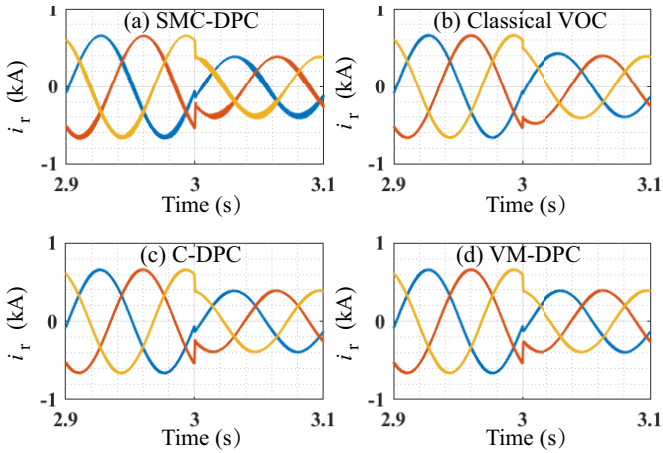 (a) SMC-DPC
1
0
-1
i r (kA)
2.9 3 3.1
Time (s)
(b) Classical VOC
1
0
-1
i r (kA)
2.9 3 3.1
Time (s)
(c) C-DPC
1
0
-1
i r (kA)
2.9 3 3.1
Time (s)
(d) VM-DPC
1
0
-1
i r (kA)
2.9 3 3.1
Time (s)